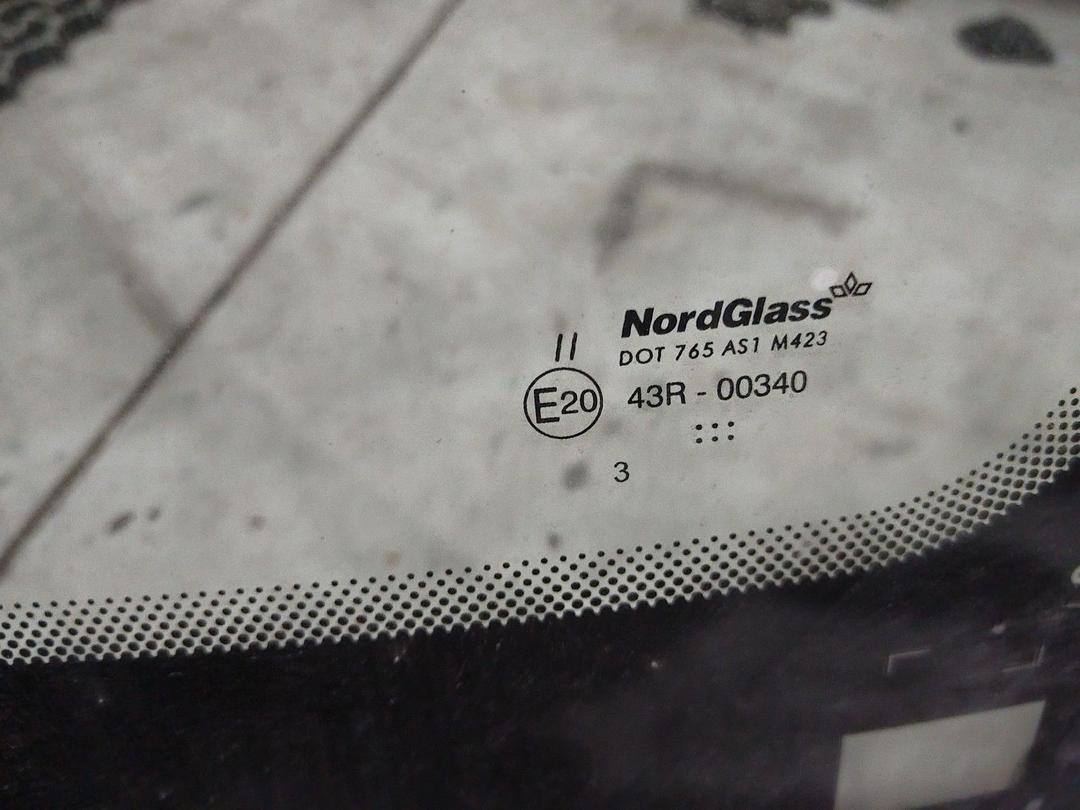 NordGlass
DOT 765 AS1 M423
II
E20 43R - 00340
3